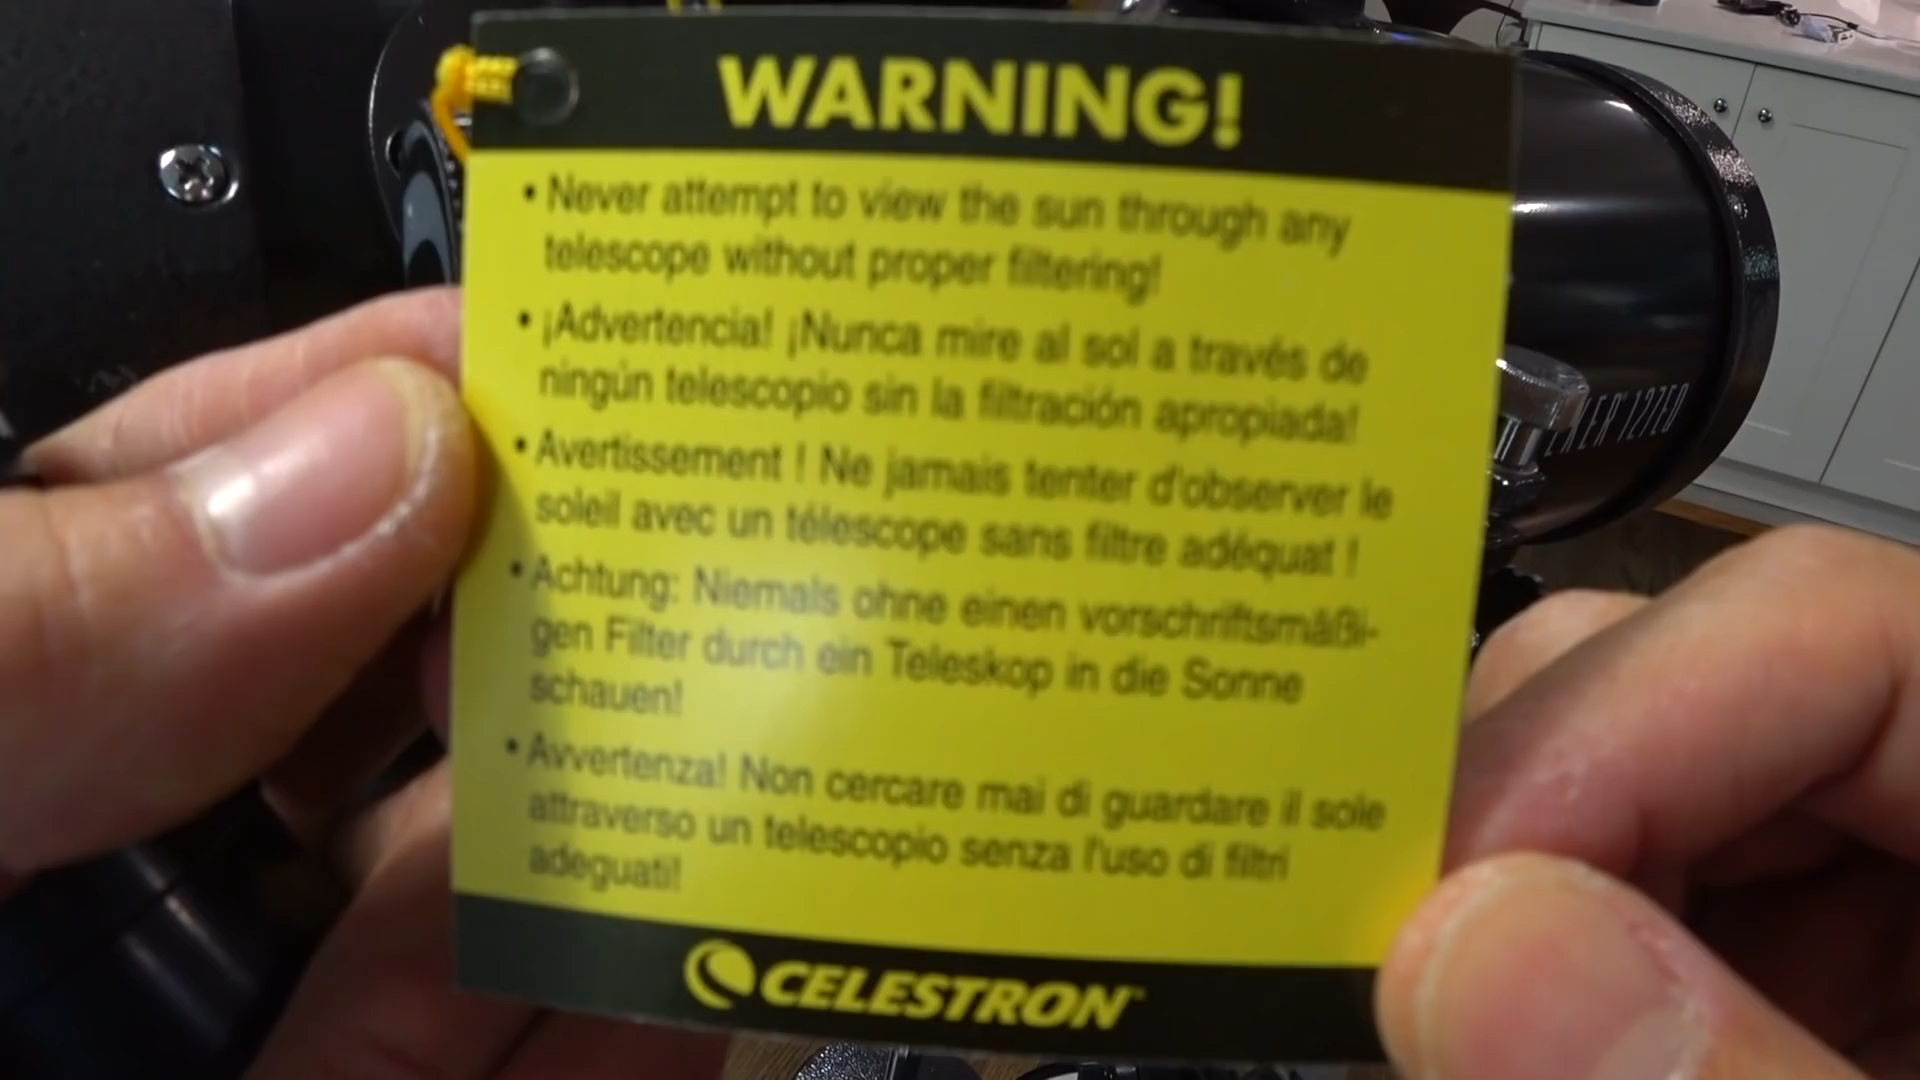 WARNING!
• Never attempt to view the sun through any
telescope without proper filtering!
• ¡Advertencia! ¡Nunca mire al sol a través de
ningún telescopio sin la filtración apropiada!
• Avertissement ! Ne jamais tenter d'observer le
soleil avec un télescope sans filtre adéquat !
• Achtung: Niemals ohne einen vorschriftsmäßi-
gen Filter durch ein Teleskop in die Sonne
schauen!
• Avvertenza! Non cercare mai di guardare il sole
attraverso un telescopio senza l'uso di filtri
adeguati!
CELESTRON